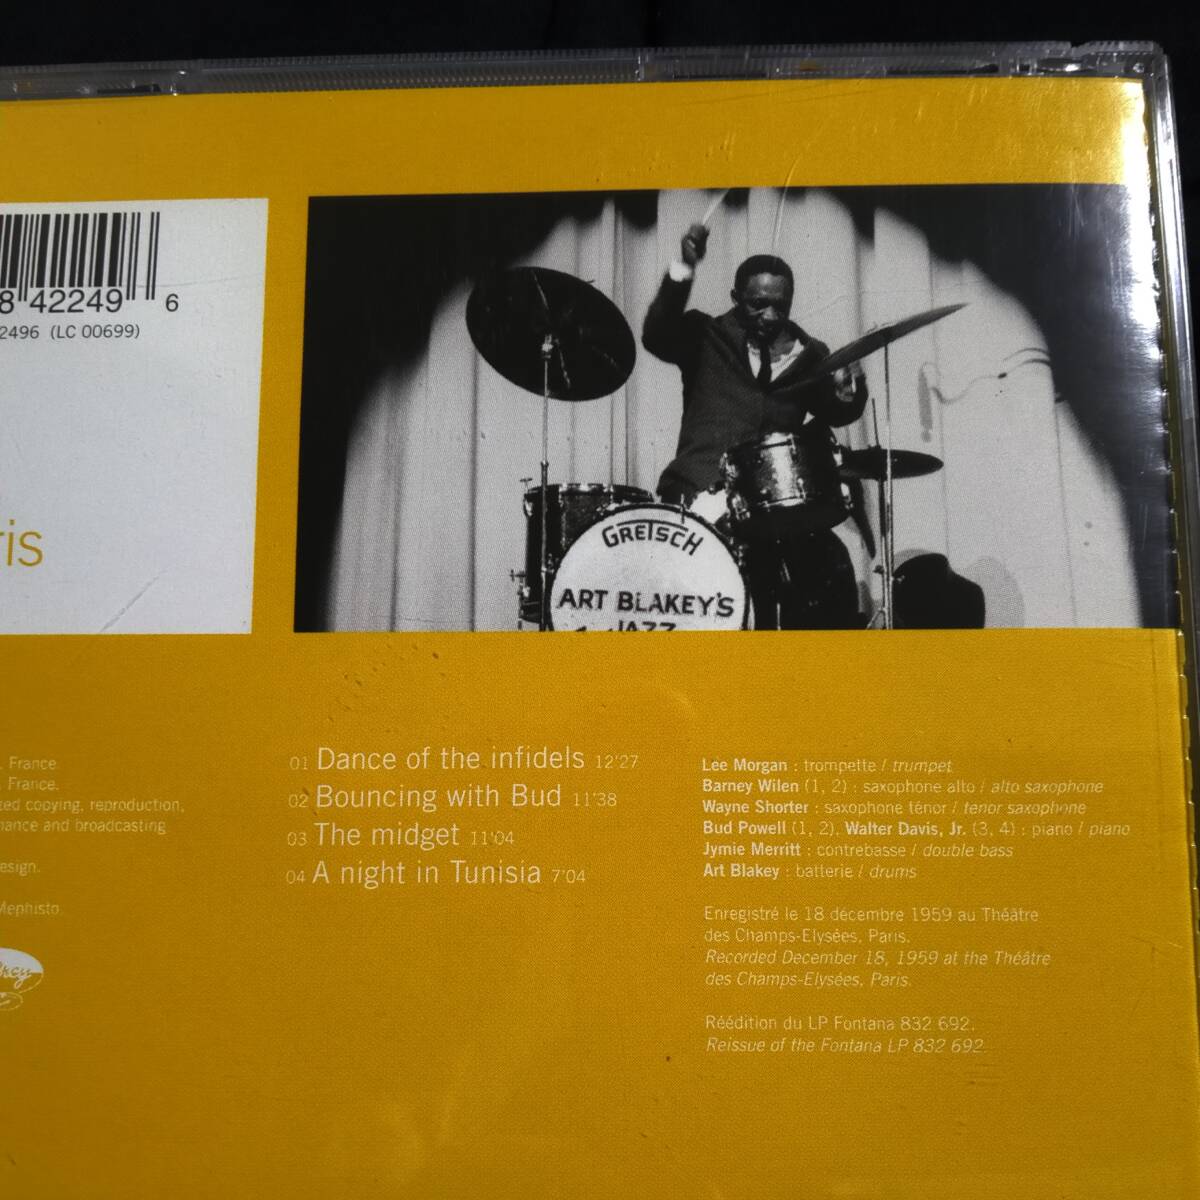 8 42249 6
2496 (LC 00699)
ris
GRETSCH
ART BLAKEY'S
JAZZ
. France.
. France.
ted copying, reproduction,
mance and broadcasting
esign.
Mephisto.
01 Dance of the infidels 12'27
02 Bouncing with Bud 11'38
03 The midget 11'04
04 A night in Tunisia 7'04
Lee Morgan : trompette / trumpet
Barney Wilen (1, 2) : saxophone alto / alto saxophone
Wayne Shorter : saxophone ténor / tenor saxophone
Bud Powell (1, 2), Walter Davis, Jr. (3, 4) : piano / piano
Jymie Merritt : contrebasse / double bass
Art Blakey : batterie / drums
Enregistré le 18 décembre 1959 au Théâtre
des Champs-Elysées, Paris.
Recorded December 18, 1959 at the Théâtre
des Champs-Elysées, Paris.
Réédition du LP Fontana 832 692.
Reissue of the Fontana LP 832 692.